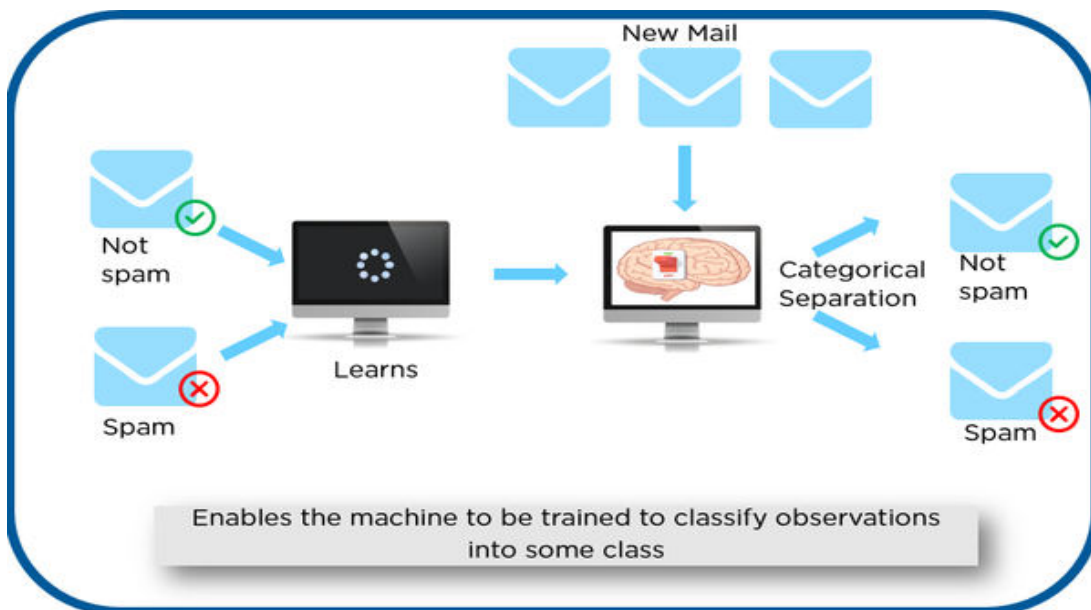 New Mail
Not
spam
Learns
Spam
Categorical
Separation
Not
spam
Spam
Enables the machine to be trained to classify observations
into some class